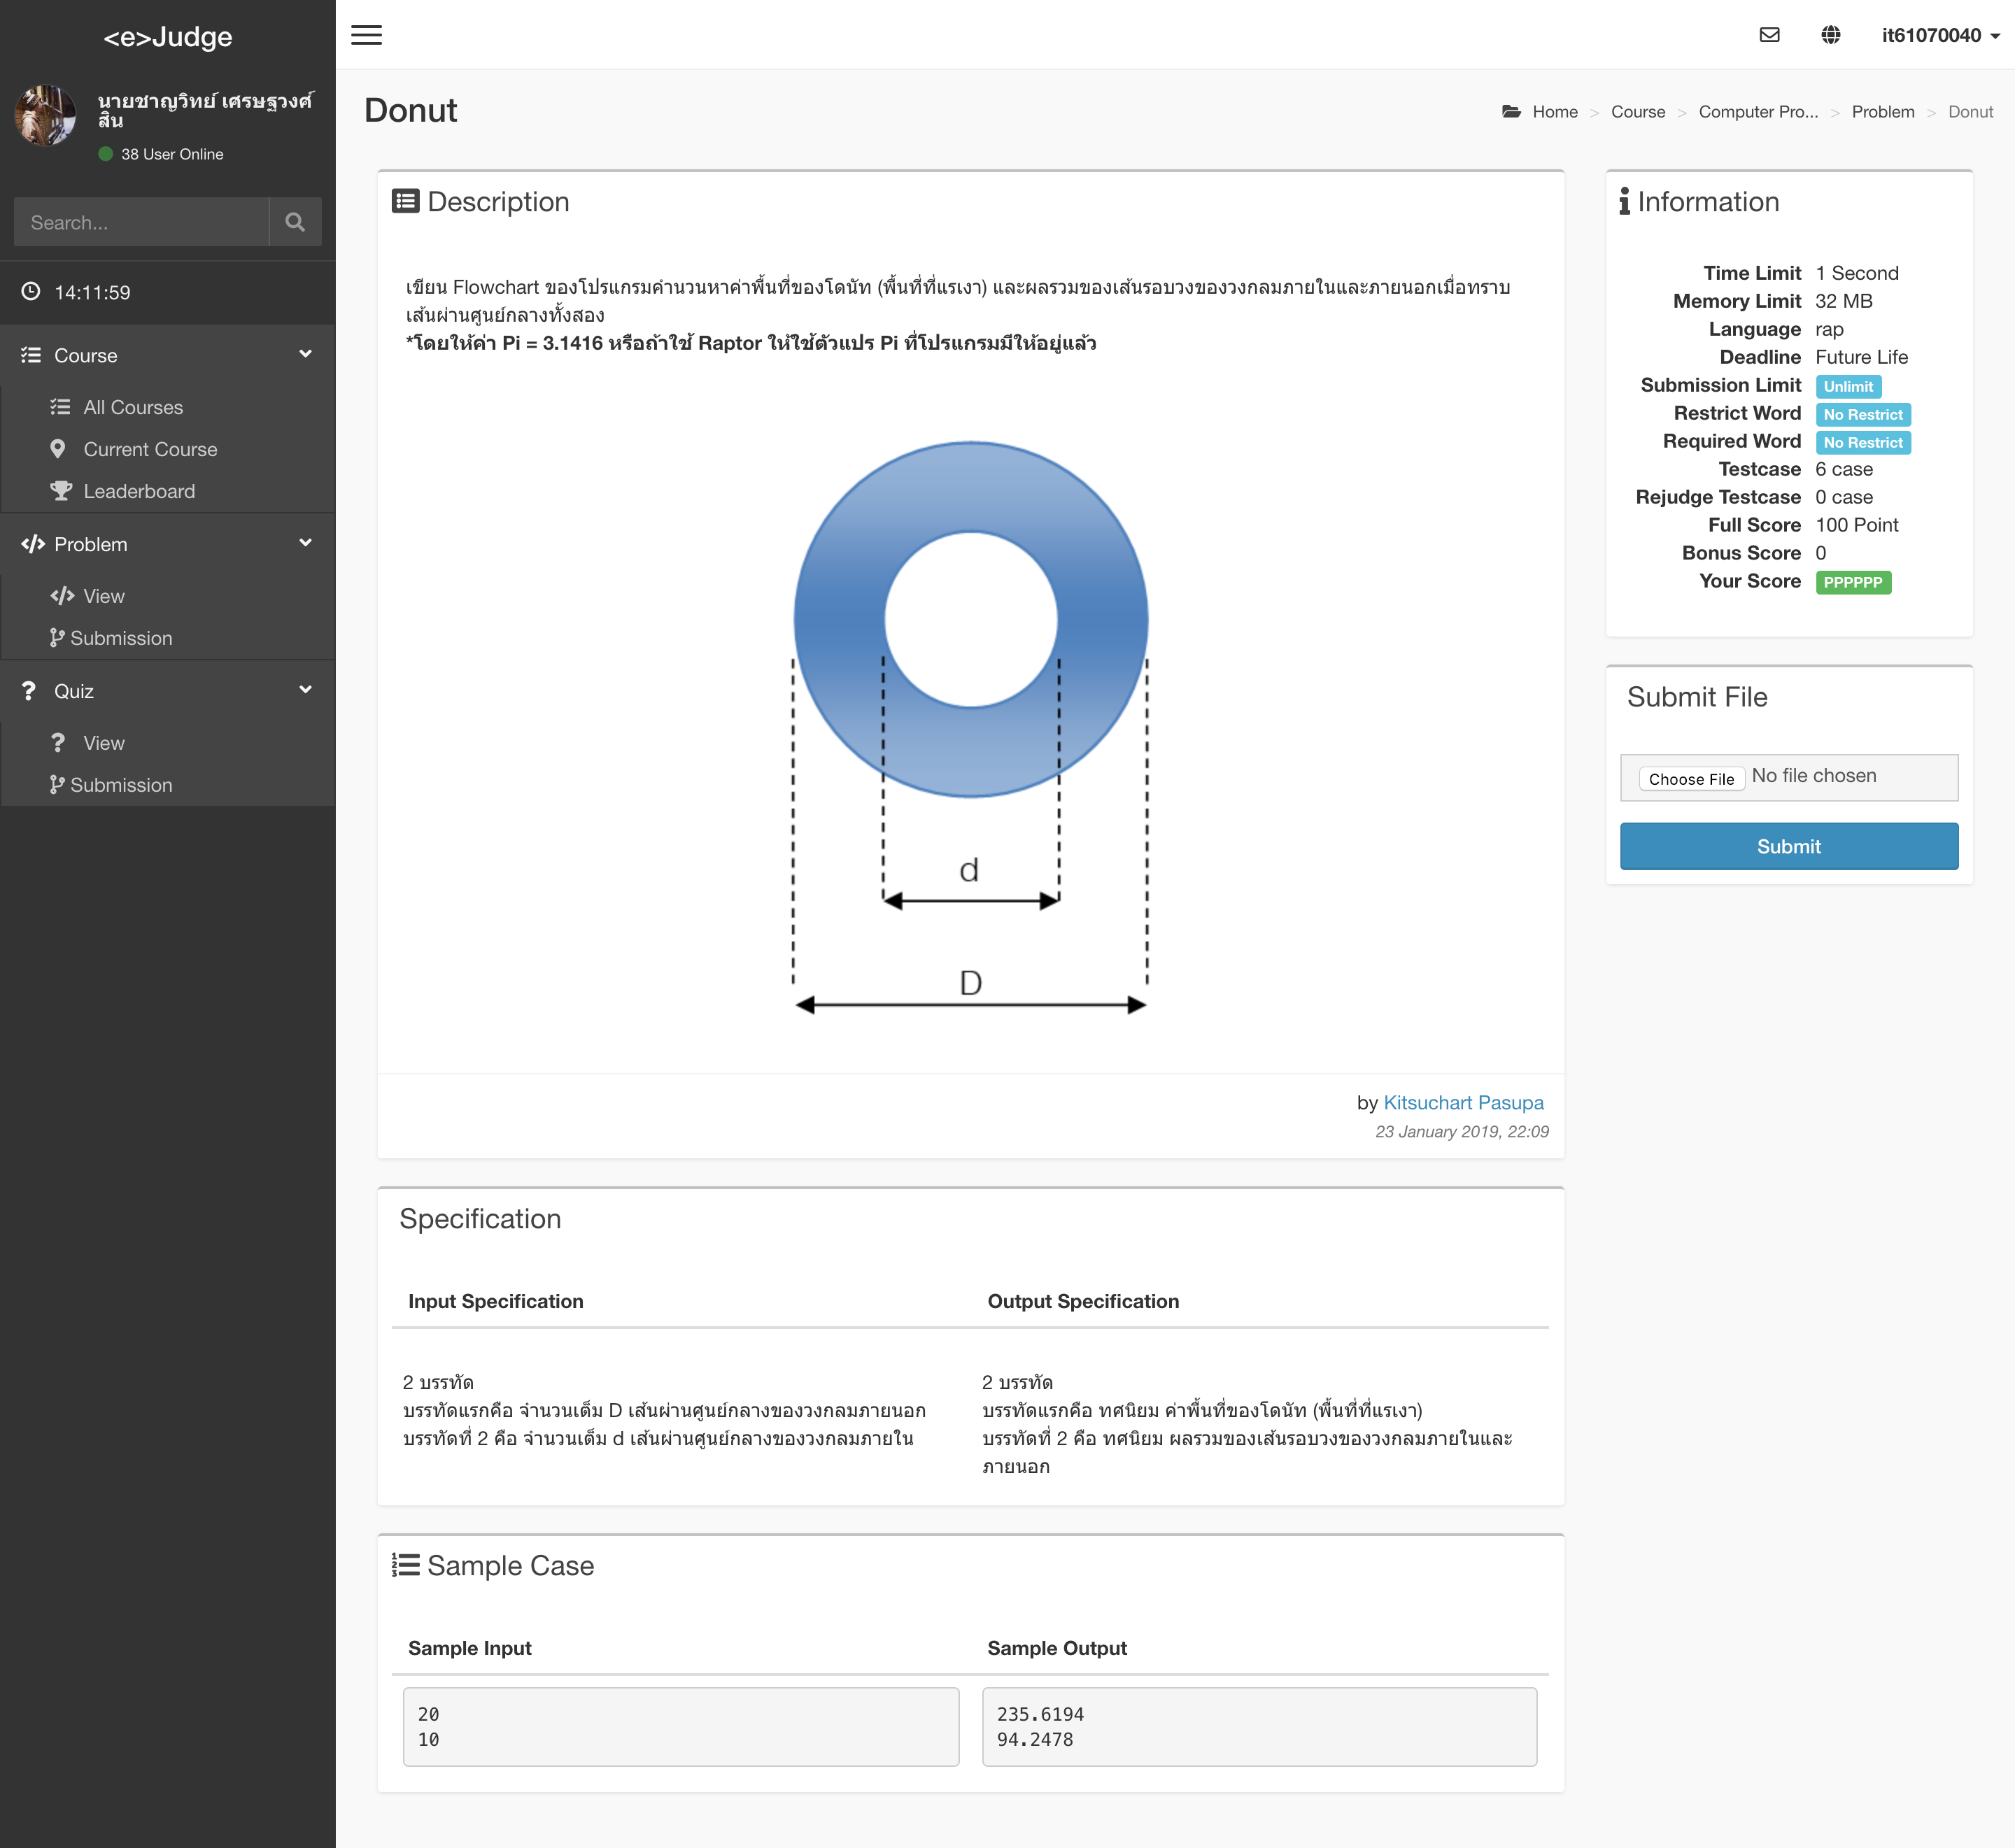 <e>Judge
นายชาญวิทย์ เศรษฐวงศ์
สิน
38 User Online
Search...
14:11:59
Course
All Courses
Current Course
Leaderboard
Problem
View
Submission
Quiz
View
Submission
it61070040
Donut
Home > Course > Computer Pro... > Problem > Donut
Description
เขียน Flowchart ของโปรแกรมคำนวนหาค่าพื้นที่ของโดนัท (พื้นที่ที่แรเงา) และผลรวมของเส้นรอบวงของวงกลมภายในและภายนอกเมื่อทราบ
เส้นผ่านศูนย์กลางทั้งสอง
*โดยให้ค่า Pi = 3.1416 หรือถ้าใช้ Raptor ให้ใช้ตัวแปร Pi ที่โปรแกรมมีให้อยู่แล้ว
d
D
by Kitsuchart Pasupa
23 January 2019, 22:09
Information
Time Limit 1 Second
Memory Limit 32 MB
Language rap
Deadline Future Life
Submission Limit Unlimit
Restrict Word No Restrict
Required Word No Restrict
Testcase 6 case
Rejudge Testcase 0 case
Full Score 100 Point
Bonus Score 0
Your Score PPPPPP
Submit File
Choose File No file chosen
Submit
Specification
Input Specification
2 บรรทัด
บรรทัดแรกคือ จำนวนเต็ม D เส้นผ่านศูนย์กลางของวงกลมภายนอก
บรรทัดที่ 2 คือ จำนวนเต็ม d เส้นผ่านศูนย์กลางของวงกลมภายใน
Output Specification
2 บรรทัด
บรรทัดแรกคือ ทศนิยม ค่าพื้นที่ของโดนัท (พื้นที่ที่แรเงา)
บรรทัดที่ 2 คือ ทศนิยม ผลรวมของเส้นรอบวงของวงกลมภายในและ
ภายนอก
Sample Case
Sample Input
20
10
Sample Output
235.6194
94.2478